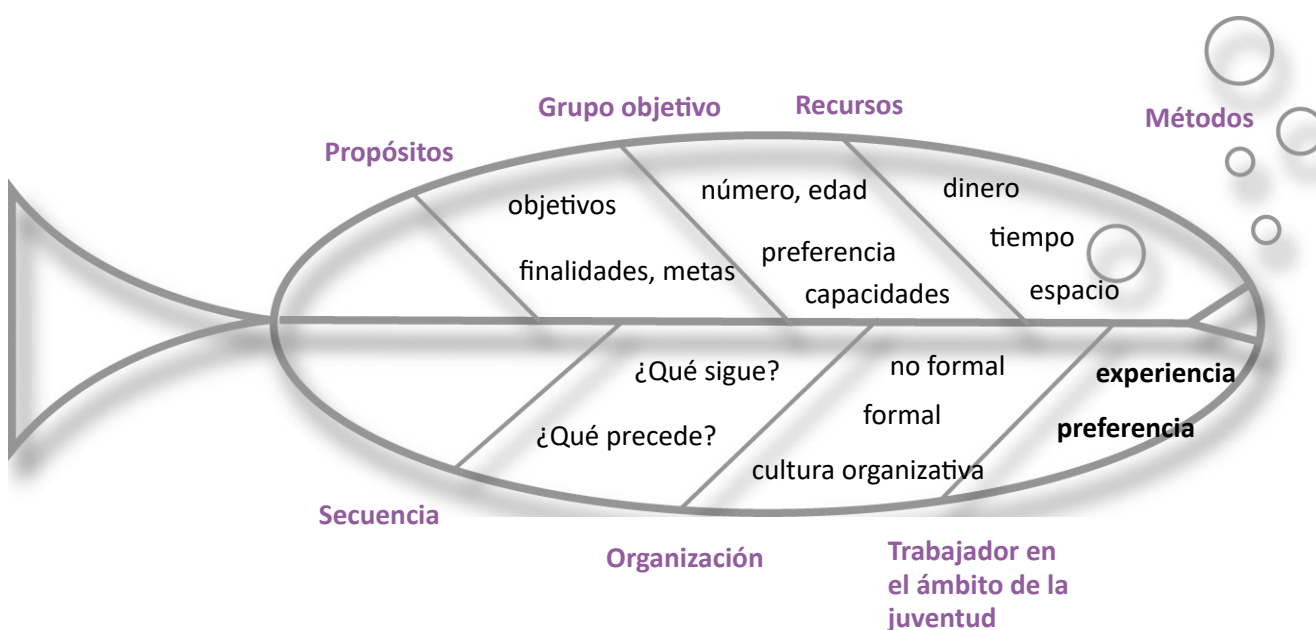 Grupo objetivo
Recursos
Métodos
Propósitos
número, edad
dinero
objetivos
tiempo
preferencia
finalidades, metas
capacidades
espacio
¿Qué sigue?
no formal
experiencia
formal
preferencia
¿Qué precede?
cultura organizativa
Secuencia
Organización
Trabajador en
el ámbito de la
juventud